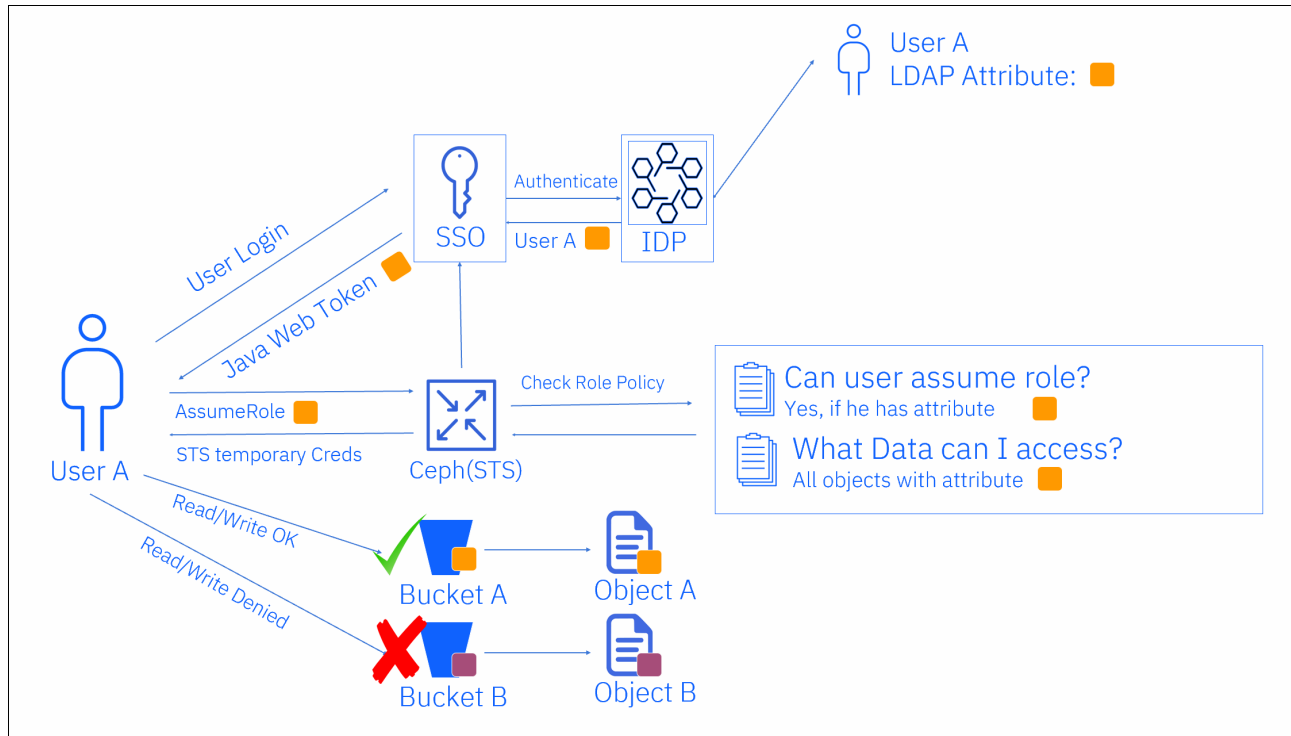 User A
LDAP Attribute:
Authenticate
SSO
User A
IDP
User Login
Java Web Token
AssumeRole
STS temporary Creds
User A
Ceph(STS)
Check Role Policy
Can user assume role?
Yes, if he has attribute
What Data can I access?
All objects with attribute
Read/Write OK
Read/Write Denied
Bucket A
Object A
Bucket B
Object B